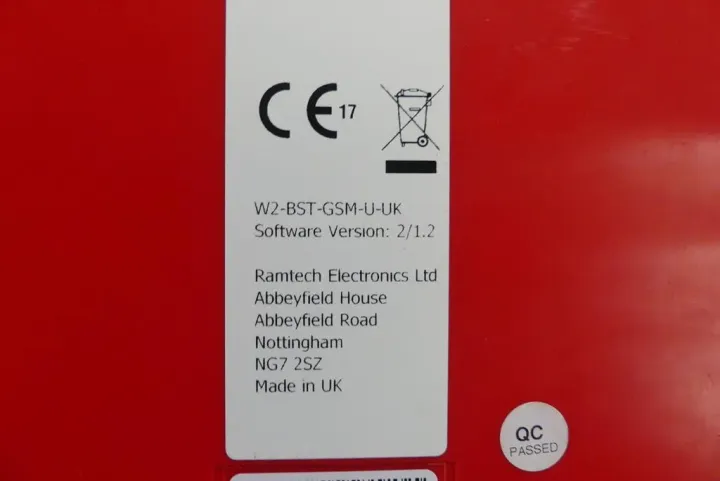 CE 17
W2-BST-GSM-U-UK
Software Version: 2/1.2
Ramtech Electronics Ltd
Abbeyfield House
Abbeyfield Road
Nottingham
NG7 2SZ
Made in UK
QC
PASSED